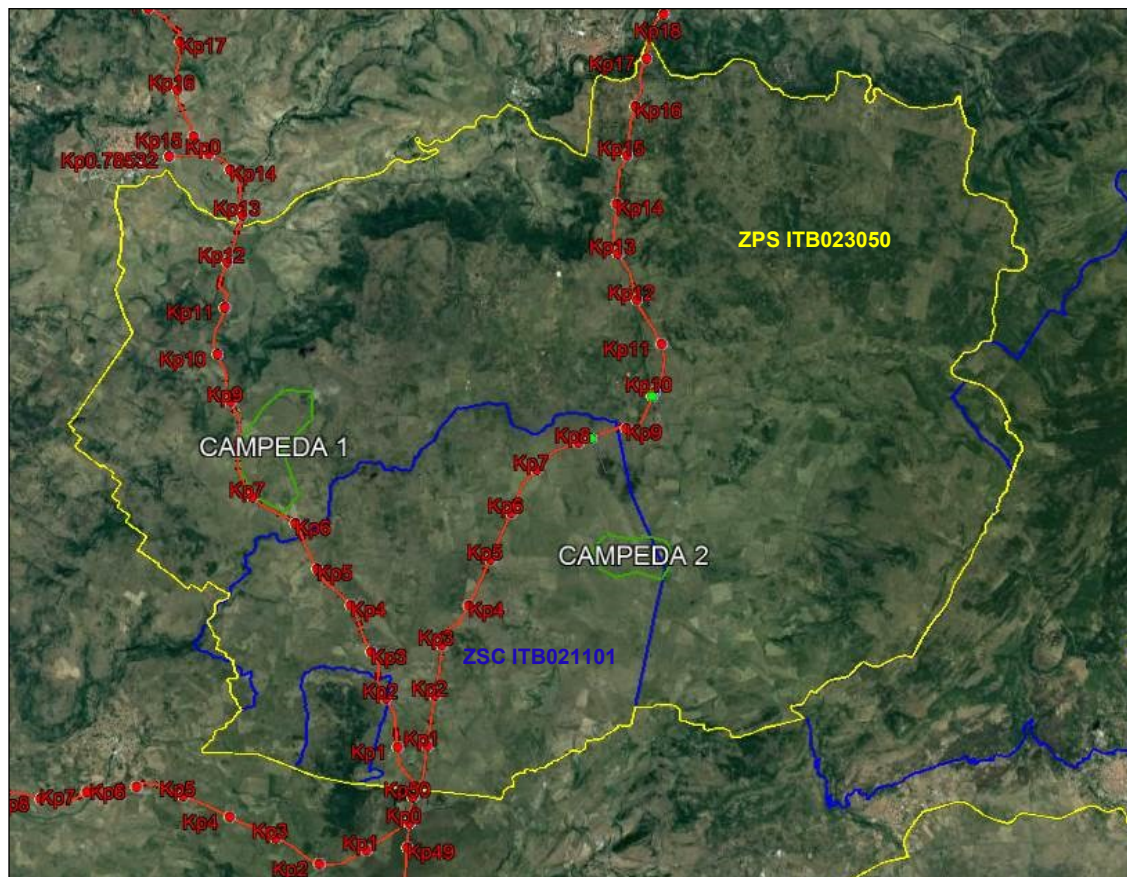 Kp17
Kp16
Kp15
Kp0
Kp0.78532
Kp14
Kp13
Kp12
Kp11
Kp10
Kp9
CAMPEDA 1
Kp7
Kp6
Kp5
Kp4
Kp3
Kp2
Kp1
Kp18
Kp17
Kp16
Kp15
Kp14
Kp13
ZPS ITB023050
Kp12
Kp11
Kp10
Kp9
Kp8
Kp7
Kp6
Kp5
CAMPEDA 2
Kp4
Kp3
ZSC ITB021101
Kp2
Kp1
Kp50
Kp0
Kp49
Kp7
Kp6
Kp5
Kp4
Kp3
Kp2
Kp1